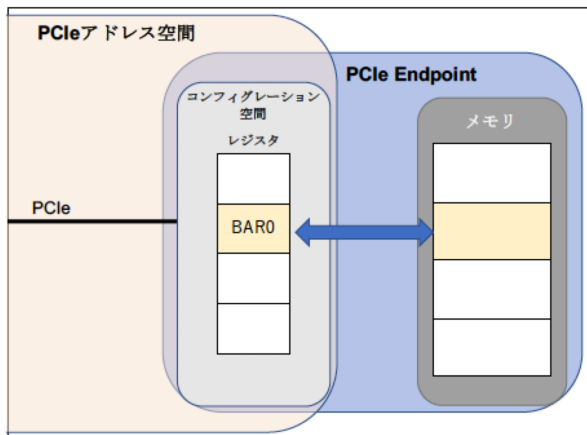 PCIeアドレス空間
PCIe Endpoint
コンフィグレーション
空間
レジスタ
メモリ
PCIe
BAR0